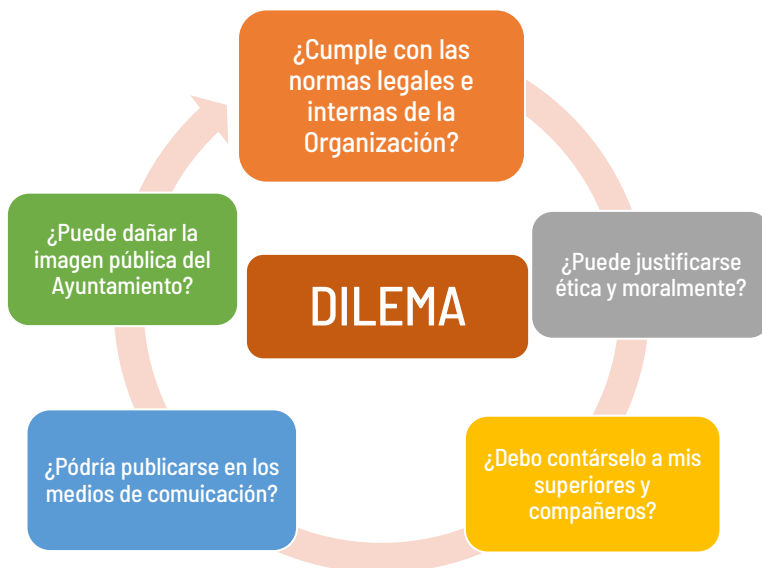 ¿Cumple con las
normas legales e
internas de la
Organización?
¿Puede dañar la
imagen pública del
Ayuntamiento?
DILEMA
¿Puede justificarse
ética y moralmente?
¿Pódría publicarse en los
medios de comuicación?
¿Debo contárselo a mis
superiores y
compañeros?